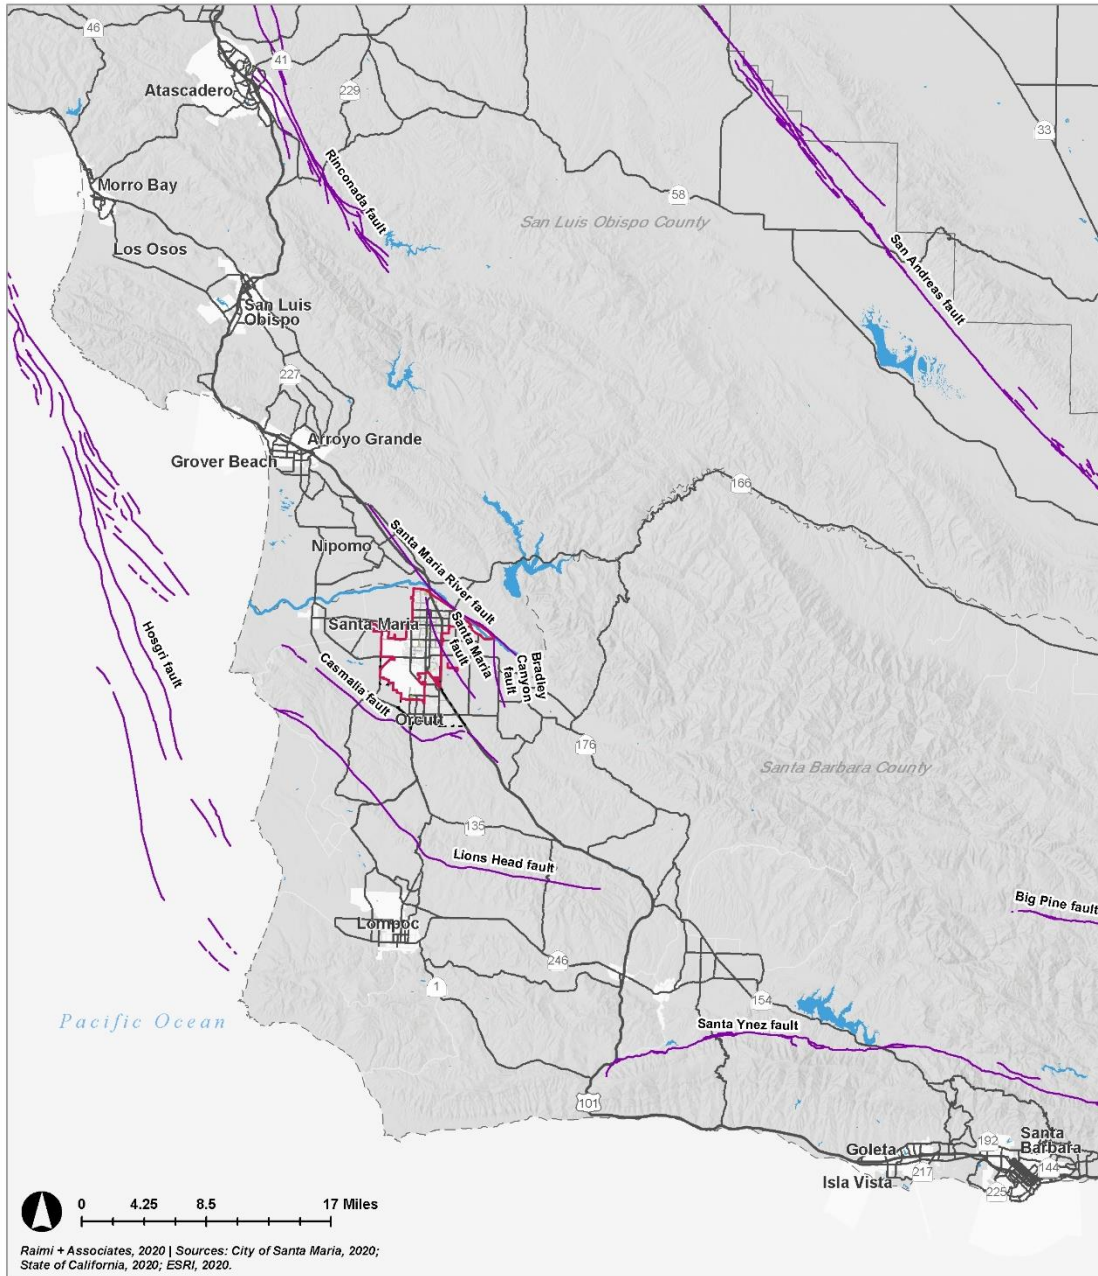 46
41
Atascadero
229
33
Rinconada fault
Morro Bay
58
San Luis Obispo County
Los Osos
San Andreas fault
San Luis
Obispo
227
Arroyo Grande
Grover Beach
166
Santa Maria River fault
Nipomo
Santa Maria
Santa Maria
fault
Bradley
Canyon
fault
Hosgri fault
Casmalia fault
Orcutt
176
Santa Barbara County
135
Lions Head fault
Big Pine fault
Lompoc
246
1
154
Pacific Ocean
Santa Ynez fault
101
Santa
Barbara
192
Goleta
144
217
Isla Vista
225
0 4.25 8.5 17 Miles
Raimi + Associates, 2020 | Sources: City of Santa Maria, 2020;
State of California, 2020; ESRI, 2020.